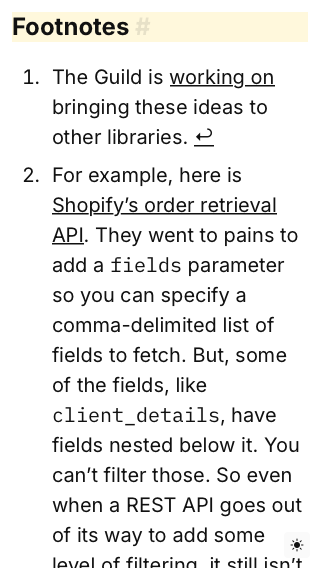 Footnotes #
1. The Guild is working on
bringing these ideas to
other libraries. ↩
2. For example, here is
Shopify’s order retrieval
API. They went to pains to
add a fields parameter
so you can specify a
comma-delimited list of
fields to fetch. But, some
of the fields, like
client_details, have
fields nested below it. You
can’t filter those. So even
when a REST API goes out
of its way to add some
level of filtering, it still isn’t